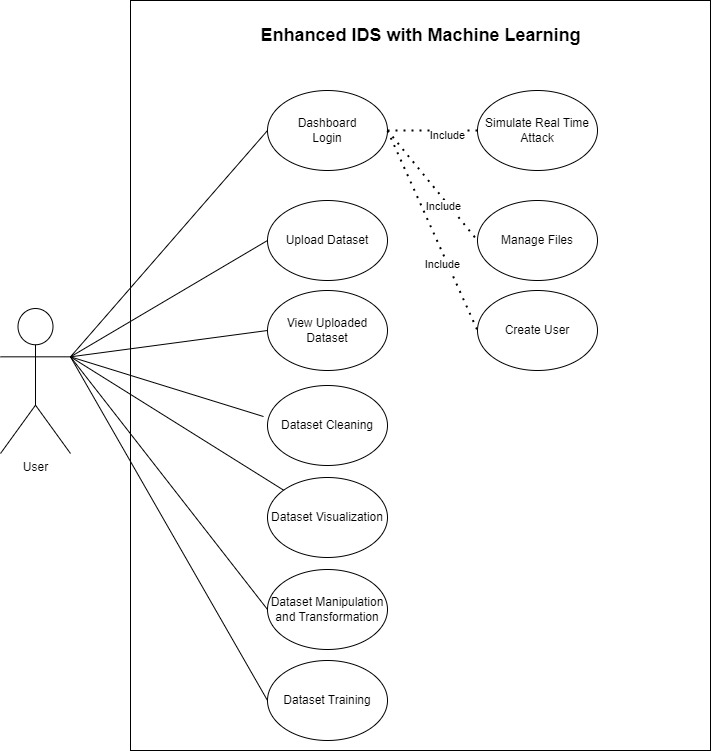 Enhanced IDS with Machine Learning
Dashboard
Login
Include
Simulate Real Time
Attack
Include
Upload Dataset
Manage Files
Include
View Uploaded
Dataset
Create User
Dataset Cleaning
User
Dataset Visualization
Dataset Manipulation
and Transformation
Dataset Training